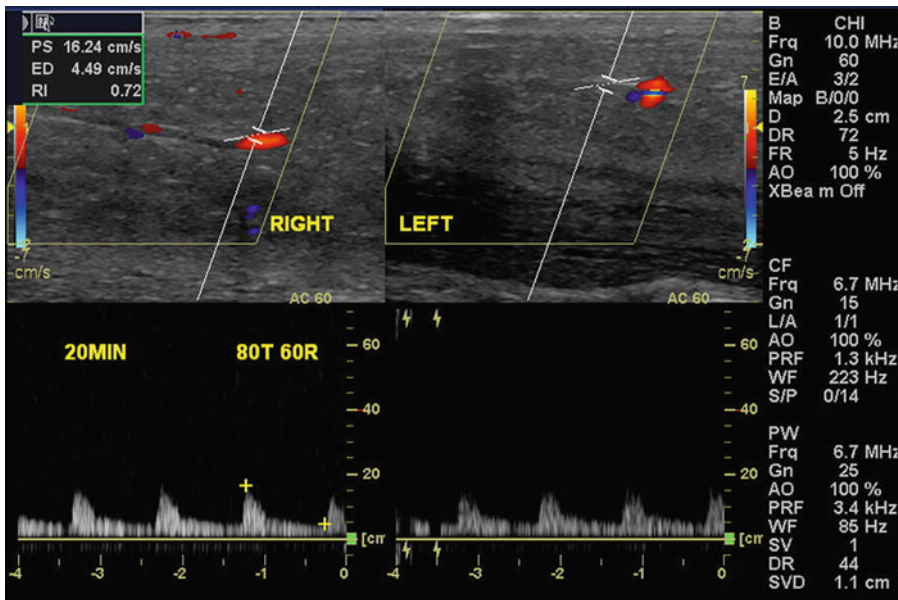 PS 16.24 cm/s
ED 4.49 cm/s
RI 0.72
-7
cm/s
RIGHT
AC 60
LEFT
7
-7
cm/s
AC 60
B CHI
Frq 10.0 MHz
Gn 60
E/A 3/2
Map B/0/0
D 2.5 cm
DR 72
FR 5 Hz
AO 100 %
XBea m Off
CF
Frq 6.7 MHz
Gn 15
L/A 1/1
AO 100 %
PRF 1.3 kHz
WF 223 Hz
S/P 0/14
PW
Frq 6.7 MHz
Gn 25
AO 100 %
PRF 3.4 kHz
WF 85 Hz
SV 1
DR 44
SVD 1.1 cm
20MIN 80T 60R
60
40
20
[cm
-4 -3 -2 -1 0
60
40
20
[cm
-4 -3 -2 -1 0